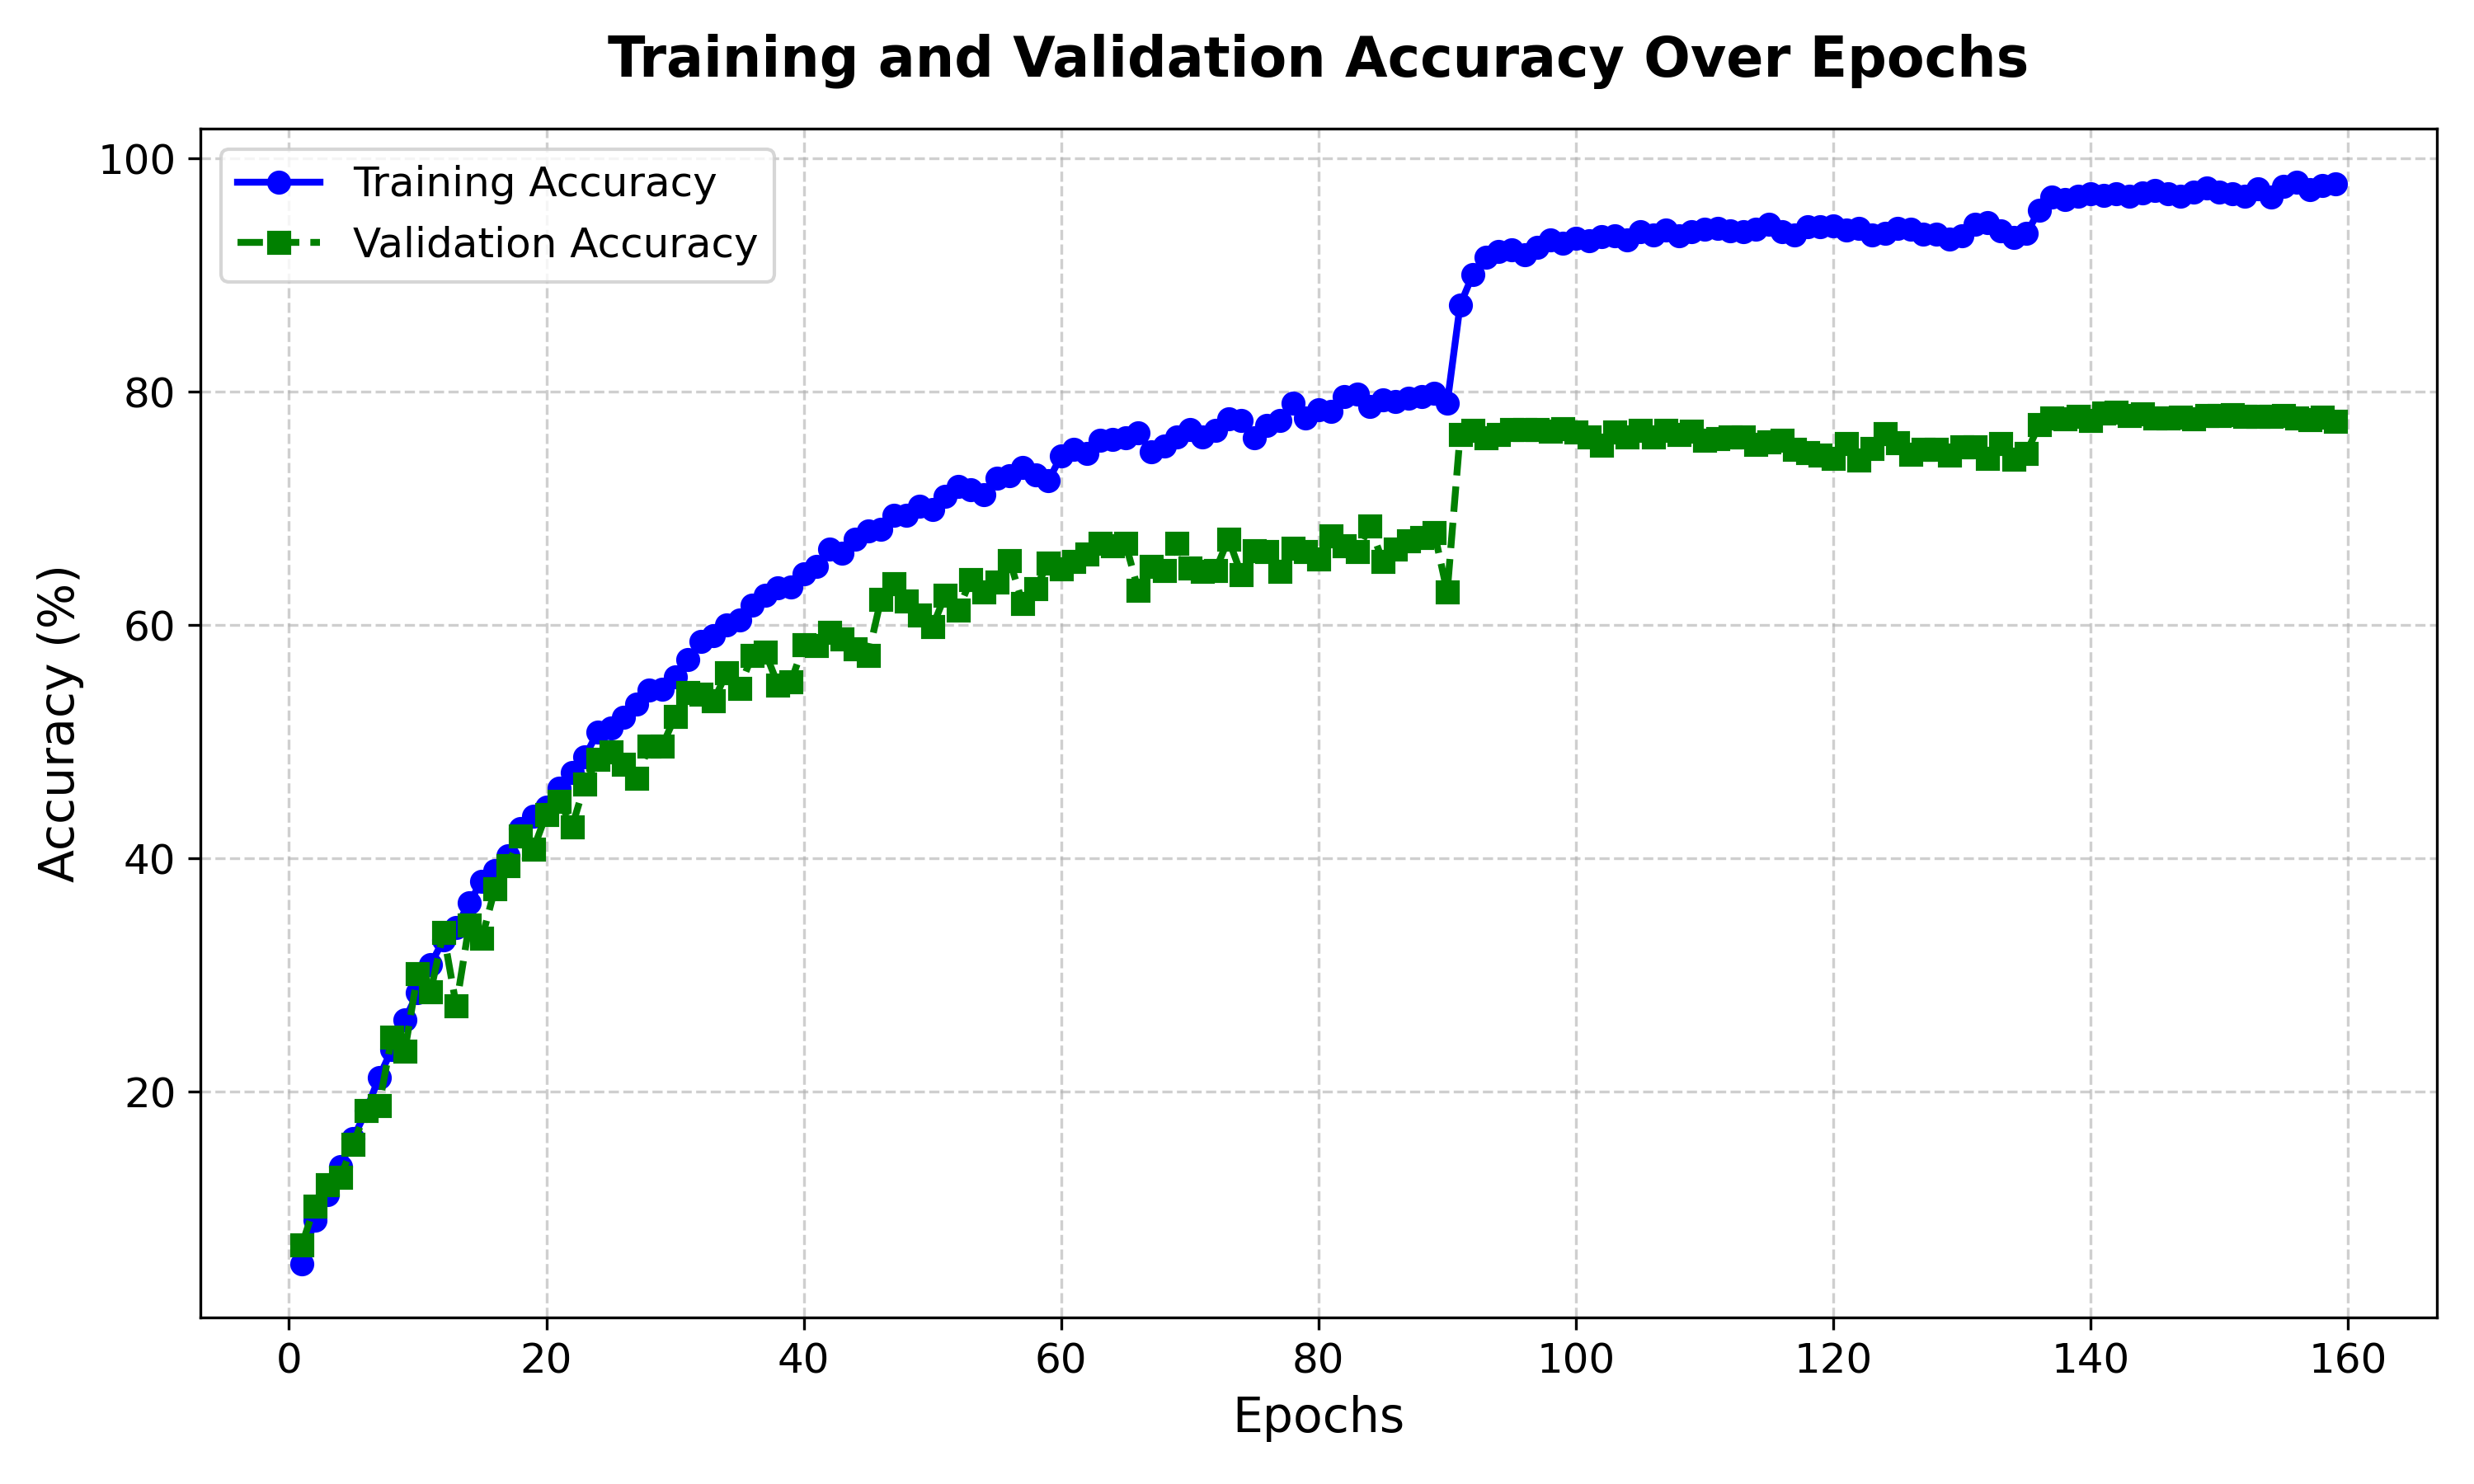 Training and Validation Accuracy Over Epochs
Training Accuracy
Validation Accuracy
Accuracy (%)
100
80
60
40
20
0 20 40 60 80 100 120 140 160
Epochs